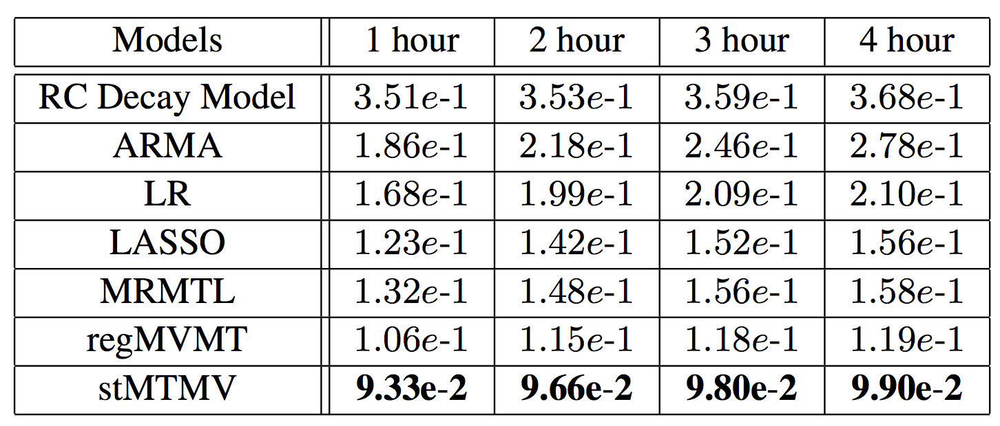 Models 1 hour 2 hour 3 hour 4 hour
RC Decay Model 3.51e-1 3.53e-1 3.59e-1 3.68e-1
ARMA 1.86e-1 2.18e-1 2.46e-1 2.78e-1
LR 1.68e-1 1.99e-1 2.09e-1 2.10e-1
LASSO 1.23e-1 1.42e-1 1.52e-1 1.56e-1
MRMTL 1.32e-1 1.48e-1 1.56e-1 1.58e-1
regMVMT 1.06e-1 1.15e-1 1.18e-1 1.19e-1
stMTMV 9.33e-2 9.66e-2 9.80e-2 9.90e-2